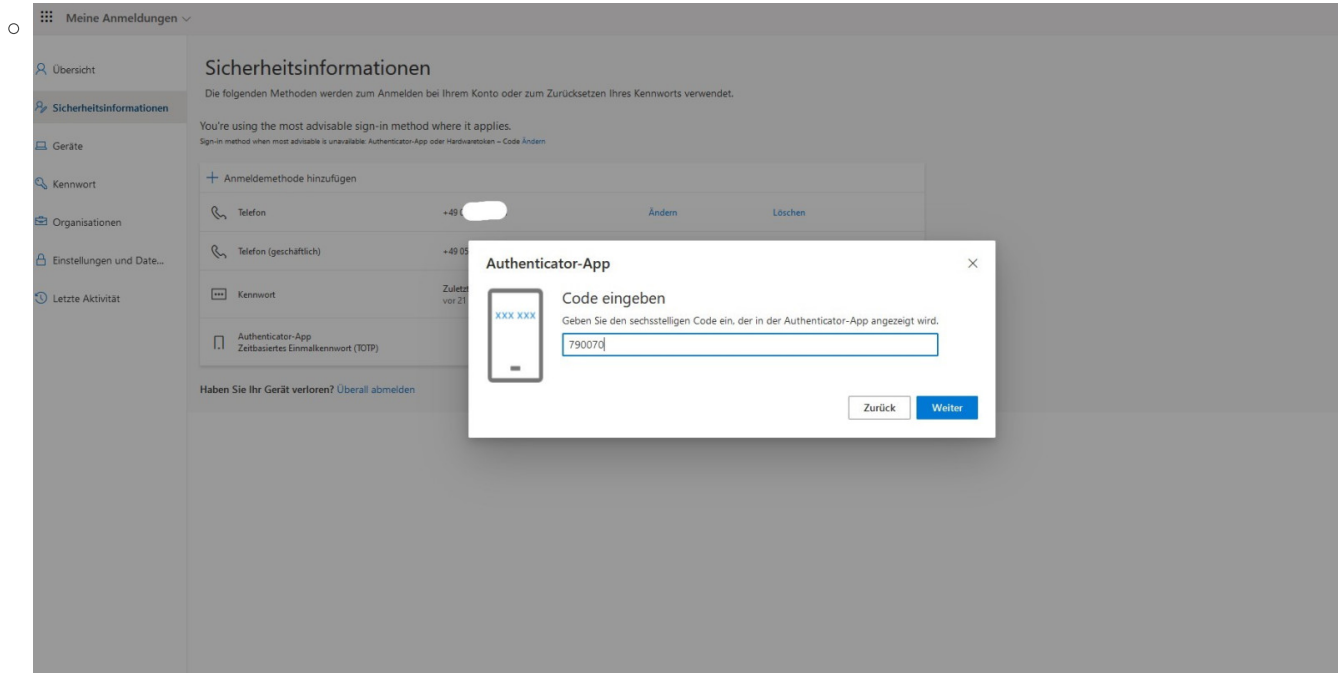 Meine Anmeldungen
Übersicht
Sicherheitsinformationen
Geräte
Kennwort
Organisationen
Einstellungen und Date...
Letzte Aktivität
Sicherheitsinformationen
Die folgenden Methoden werden zum Anmelden bei Ihrem Konto oder zum Zurücksetzen Ihres Kennworts verwendet.
You're using the most advisable sign-in method where it applies.
Sign-in method when most advisable is unavailable: Authenticator-App oder Hardwaretoken – Code Ändern
Anmeldemethode hinzufügen
Telefon +49 Ändern Löschen
Telefon (geschäftlich) +49 05
Kennwort
vor 21
Authenticator-App
Zeitbasiertes Einmalkennwort (TOTP)
Haben Sie Ihr Gerät verloren? Überall abmelden
Authenticator-App
xxx xxx
Code eingeben
Geben Sie den sechsstelligen Code ein, der in der Authenticator-App angezeigt wird.
790070
Zurück Weiter